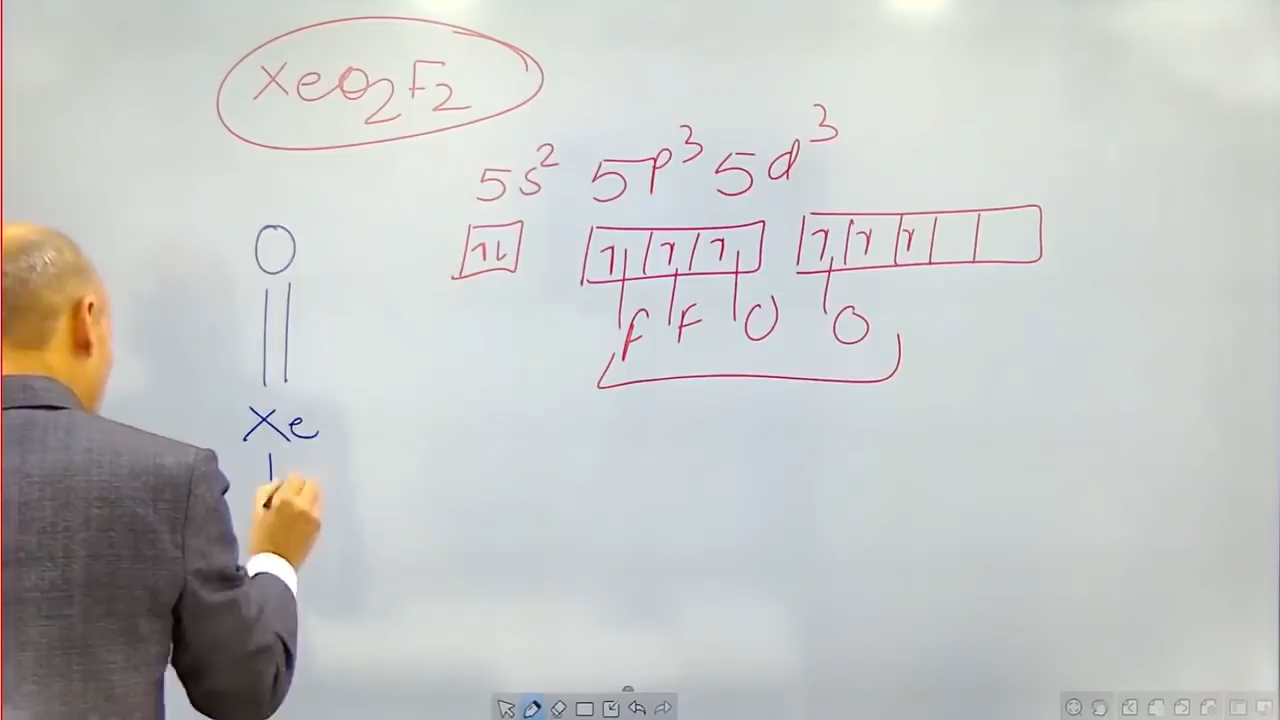 XeO2F2
5s² 5p³ 5d³
↿⇂ ↿ ↿ ↿ ↿ ↿ ↿
F F O O
O
Xe